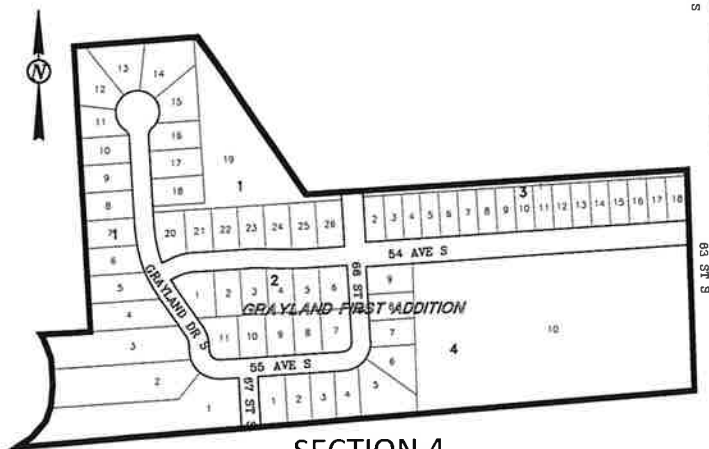 S
N
13
14
12
15
11
16
10
17
19
9
18
1
8
3
2 3 4 5 6 7 8 9 10 11 12 13 14 15 16 17 18
7
1
20 21 22 23 24 25 26
6
54 AVE S
83 ST S
GRAYLAND DR S
68 ST S
2
9
5
1 2 3 4 5 6
GRAYLAND FIRST ADDITION
10
4
11 10 9 8 7
7
3
4
55 AVE S
6
2
67 ST S
5
1
1 2 3 4
SECTION 4